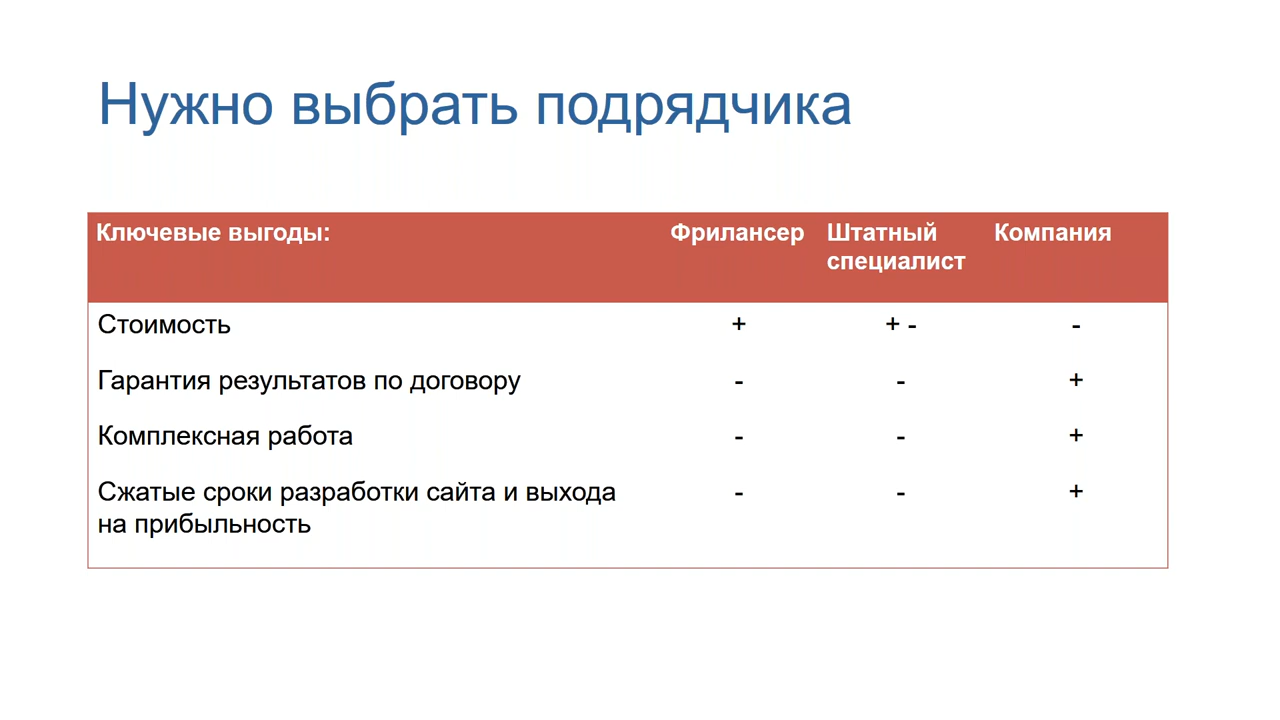 Нужно выбрать подрядчика
Ключевые выгоды: Фрилансер Штатный специалист Компания
Стоимость + + - -
Гарантия результатов по договору - - +
Комплексная работа - - +
Сжатые сроки разработки сайта и выхода - - +
на прибыльность